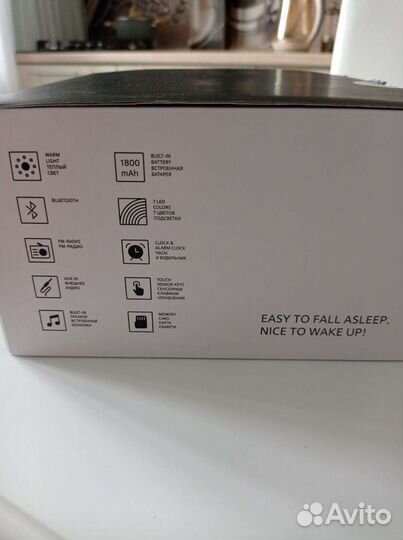 WARM
LIGHT
ТЕПЛЫЙ
СВЕТ
1800
mAh
BUILT-IN
BATTERY
ВСТРОЕННАЯ
БАТАРЕЯ
BLUETOOTH
7 LED
COLORS
7 ЦВЕТОВ
ПОДСВЕТКИ
FM-RADIO
FM-РАДИО
CLOCK &
ALARM CLOCK
ЧАСЫ
И БУДИЛЬНИК
AUX IN
ВНЕШНЕЕ
АУДИО
TOUCH
SENSOR KEYS
СЕНСОРНЫЕ
КЛАВИШИ
УПРАВЛЕНИЯ
BUILT-IN
SPEAKER
ВСТРОЕННАЯ
КОЛОНКА
MEMORY
CARD
КАРТА
ПАМЯТИ
EASY TO FALL ASLEEP.
NICE TO WAKE UP!
Avito